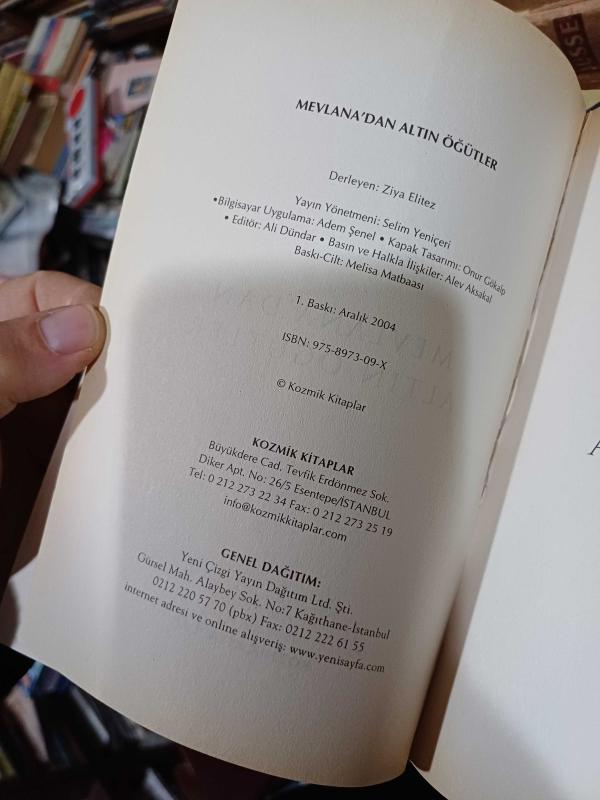 MEVLANA'DAN ALTIN ÖĞÜTLER
Derleyen: Ziya Elitez
Yayın Yönetmeni: Selim Yeniçeri
•Bilgisayar Uygulama: Adem Şenel • Kapak Tasarımı: Onur Gökalp
• Editör: Ali Dündar • Basın ve Halkla İlişkiler: Alev Aksakal
Baskı-Cilt: Melisa Matbaası
1. Baskı: Aralık 2004
ISBN: 975-8973-09-X
© Kozmik Kitaplar
KOZMİK KİTAPLAR
Büyükdere Cad. Tevfik Erdönmez Sok.
Diker Apt. No: 26/5 Esentepe/İSTANBUL
Tel: 0 212 273 22 34 Fax: 0 212 273 25 19
info@kozmikkitaplar.com
GENEL DAĞITIM:
Yeni Çizgi Yayın Dağıtım Ltd. Şti.
Gürsel Mah. Alaybey Sok. No:7 Kağıthane-İstanbul
0212 220 57 70 (pbx) Fax: 0212 222 61 55
internet adresi ve online alışveriş: www.yenisayfa.com